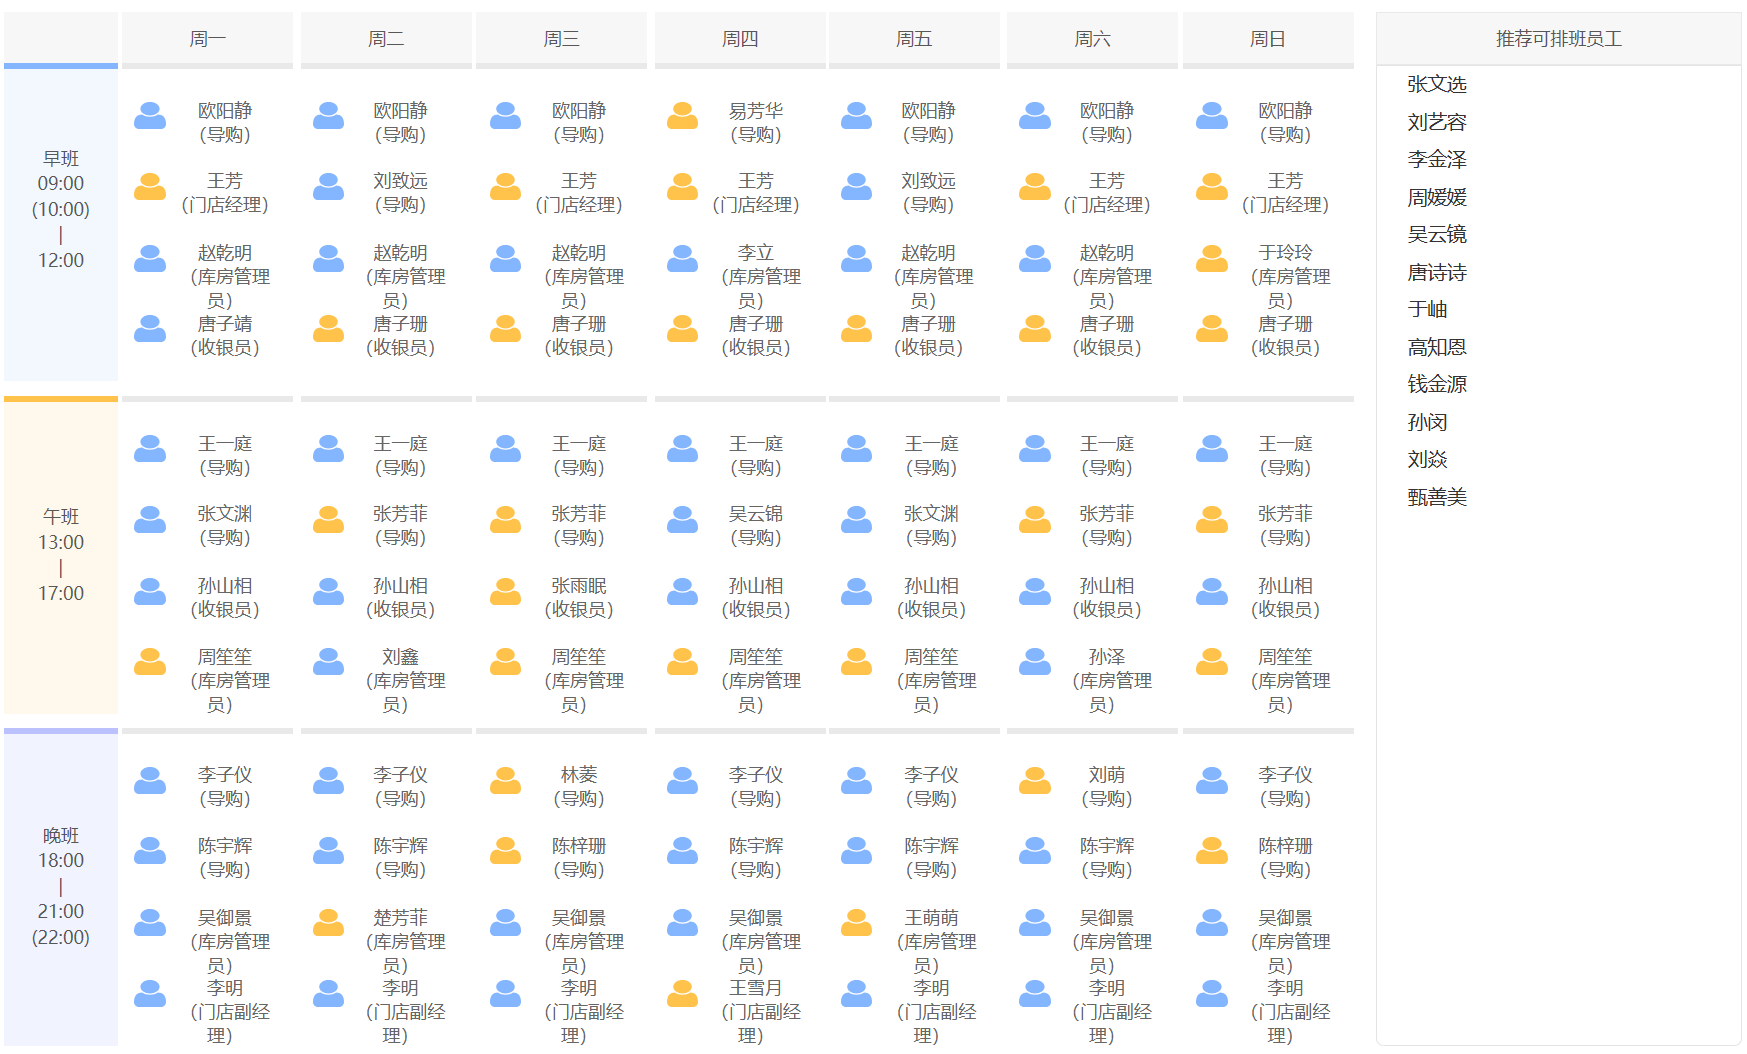 周一 周二 周三 周四 周五 周六 周日
早班
09:00
(10:00)
|
12:00
欧阳静 欧阳静 欧阳静 易芳华 欧阳静 欧阳静 欧阳静
(导购) (导购) (导购) (导购) (导购) (导购) (导购)
王芳 刘致远 王芳 王芳 刘致远 王芳 王芳
(门店经理) (导购) (门店经理) (门店经理) (导购) (门店经理) (门店经理)
赵乾明 赵乾明 赵乾明 李立 赵乾明 赵乾明 于玲玲
(库房管理 (库房管理 (库房管理 (库房管理 (库房管理 (库房管理 (库房管理
员) 员) 员) 员) 员) 员) 员)
唐子靖 唐子珊 唐子珊 唐子珊 唐子珊 唐子珊 唐子珊
(收银员) (收银员) (收银员) (收银员) (收银员) (收银员) (收银员)
午班
13:00
|
17:00
王一庭 王一庭 王一庭 王一庭 王一庭 王一庭 王一庭
(导购) (导购) (导购) (导购) (导购) (导购) (导购)
张文渊 张芳菲 张芳菲 吴云锦 张文渊 张芳菲 张芳菲
(导购) (导购) (导购) (导购) (导购) (导购) (导购)
孙山相 孙山相 张雨眠 孙山相 孙山相 孙山相 孙山相
(收银员) (收银员) (收银员) (收银员) (收银员) (收银员) (收银员)
周笙笙 刘鑫 周笙笙 周笙笙 周笙笙 孙泽 周笙笙
(库房管理 (库房管理 (库房管理 (库房管理 (库房管理 (库房管理 (库房管理
员) 员) 员) 员) 员) 员) 员)
晚班
18:00
|
21:00
(22:00)
李子仪 李子仪 林菱 李子仪 李子仪 刘萌 李子仪
(导购) (导购) (导购) (导购) (导购) (导购) (导购)
陈宇辉 陈宇辉 陈梓珊 陈宇辉 陈宇辉 陈宇辉 陈梓珊
(导购) (导购) (导购) (导购) (导购) (导购) (导购)
吴御景 楚芳菲 吴御景 吴御景 王萌萌 吴御景 吴御景
(库房管理 (库房管理 (库房管理 (库房管理 (库房管理 (库房管理 (库房管理
员) 员) 员) 员) 员) 员) 员)
李明 李明 李明 王雪月 李明 李明 李明
(门店副经 (门店副经 (门店副经 (门店副经 (门店副经 (门店副经 (门店副经
理) 理) 理) 理) 理) 理) 理)
推荐可排班员工
张文选
刘艺容
李金泽
周媛媛
吴云镜
唐诗诗
于岫
高知恩
钱金源
孙闵
刘焱
甄善美